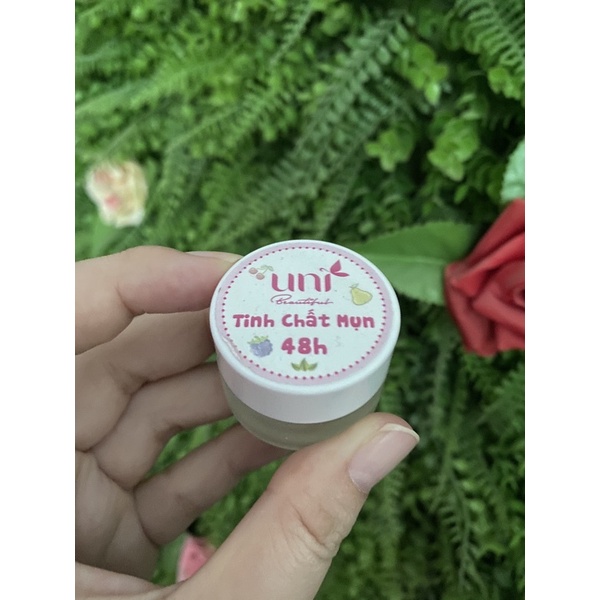 uni
Beautiful
Tinh Chất Mụn
48h